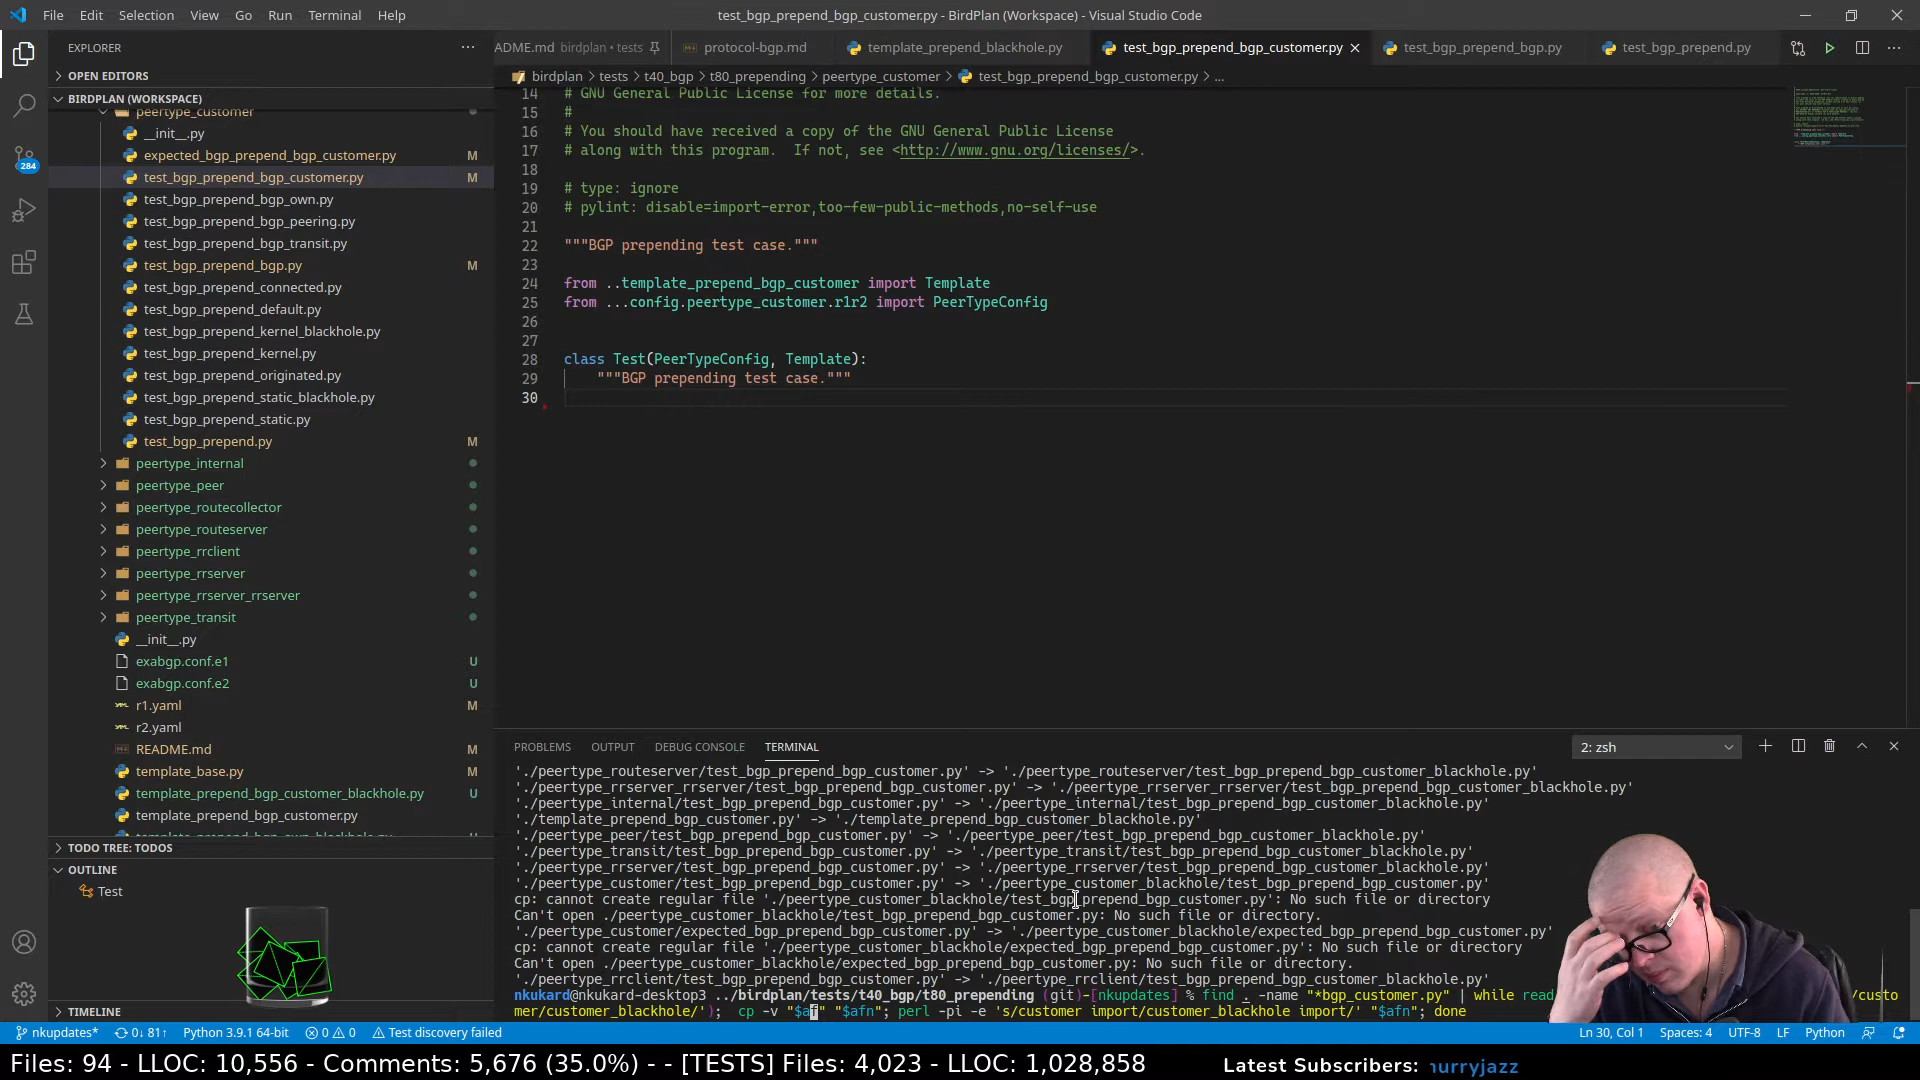 File Edit Selection View Go Run Terminal Help
test_bgp_prepend_bgp_customer.py - BirdPlan (Workspace) - Visual Studio Code
EXPLORER
OPEN EDITORS
BIRDPLAN (WORKSPACE)
peertype_customer
__init__.py
expected_bgp_prepend_bgp_customer.py M
test_bgp_prepend_bgp_customer.py M
test_bgp_prepend_bgp_own.py
test_bgp_prepend_bgp_peering.py
test_bgp_prepend_bgp_transit.py
test_bgp_prepend_bgp.py M
test_bgp_prepend_connected.py
test_bgp_prepend_default.py
test_bgp_prepend_kernel_blackhole.py
test_bgp_prepend_kernel.py
test_bgp_prepend_originated.py
test_bgp_prepend_static_blackhole.py
test_bgp_prepend_static.py
test_bgp_prepend.py M
peertype_internal
peertype_peer
peertype_routecollector
peertype_routeserver
peertype_rrclient
peertype_rrserver
peertype_rrserver_rrserver
peertype_transit
__init__.py
exabgp.conf.e1 U
exabgp.conf.e2 U
r1.yaml M
r2.yaml
README.md M
template_base.py M
template_prepend_bgp_customer_blackhole.py U
template_prepend_bgp_customer.py
TODO TREE: TODOS
OUTLINE
Test
TIMELINE
284
ADME.md birdplan • tests protocol-bgp.md template_prepend_blackhole.py test_bgp_prepend_bgp_customer.py test_bgp_prepend_bgp.py test_bgp_prepend.py
birdplan > tests > t40_bgp > t80_prepending > peertype_customer > test_bgp_prepend_bgp_customer.py > ...
14 # GNU General Public License for more details.
15 #
16 # You should have received a copy of the GNU General Public License
17 # along with this program.  If not, see <http://www.gnu.org/licenses/>.
18
19 # type: ignore
20 # pylint: disable=import-error,too-few-public-methods,no-self-use
21
22 """BGP prepending test case."""
23
24 from ..template_prepend_bgp_customer import Template
25 from ...config.peertype_customer.r1r2 import PeerTypeConfig
26
27
28 class Test(PeerTypeConfig, Template):
29     """BGP prepending test case."""
30
PROBLEMS OUTPUT DEBUG CONSOLE TERMINAL 2: zsh
'./peertype_routeserver/test_bgp_prepend_bgp_customer.py' -> './peertype_routeserver/test_bgp_prepend_bgp_customer_blackhole.py'
'./peertype_rrserver_rrserver/test_bgp_prepend_bgp_customer.py' -> './peertype_rrserver_rrserver/test_bgp_prepend_bgp_customer_blackhole.py'
'./peertype_internal/test_bgp_prepend_bgp_customer.py' -> './peertype_internal/test_bgp_prepend_bgp_customer_blackhole.py'
'./template_prepend_bgp_customer.py' -> './template_prepend_bgp_customer_blackhole.py'
'./peertype_peer/test_bgp_prepend_bgp_customer.py' -> './peertype_peer/test_bgp_prepend_bgp_customer_blackhole.py'
'./peertype_transit/test_bgp_prepend_bgp_customer.py' -> './peertype_transit/test_bgp_prepend_bgp_customer_blackhole.py'
'./peertype_rrserver/test_bgp_prepend_bgp_customer.py' -> './peertype_rrserver/test_bgp_prepend_bgp_customer_blackhole.py'
'./peertype_customer/test_bgp_prepend_bgp_customer.py' -> './peertype_customer_blackhole/test_bgp_prepend_bgp_customer.py'
cp: cannot create regular file './peertype_customer_blackhole/test_bgp_prepend_bgp_customer.py': No such file or directory
Can't open ./peertype_customer_blackhole/test_bgp_prepend_bgp_customer.py: No such file or directory.
'./peertype_customer/expected_bgp_prepend_bgp_customer.py' -> './peertype_customer_blackhole/expected_bgp_prepend_bgp_customer.py'
cp: cannot create regular file './peertype_customer_blackhole/expected_bgp_prepend_bgp_customer.py': No such file or directory
Can't open ./peertype_customer_blackhole/expected_bgp_prepend_bgp_customer.py: No such file or directory.
'./peertype_rrclient/test_bgp_prepend_bgp_customer.py' -> './peertype_rrclient/test_bgp_prepend_bgp_customer_blackhole.py'
nkukard@nkukard-desktop3 ../birdplan/tests/t40_bgp/t80_prepending (git)-[nkupdates] % find . -name "*bgp_customer.py" | while read /custo
mer/customer_blackhole/');  cp -v "$af" "$afn"; perl -pi -e 's/customer import/customer_blackhole import/' "$afn"; done
nkupdates* 0↓ 81↑ Python 3.9.1 64-bit 0 0 Test discovery failed Ln 30, Col 1 Spaces: 4 UTF-8 LF Python
Files: 94 - LLOC: 10,556 - Comments: 5,676 (35.0%) - - [TESTS] Files: 4,023 - LLOC: 1,028,858 Latest Subscribers: nurryjazz